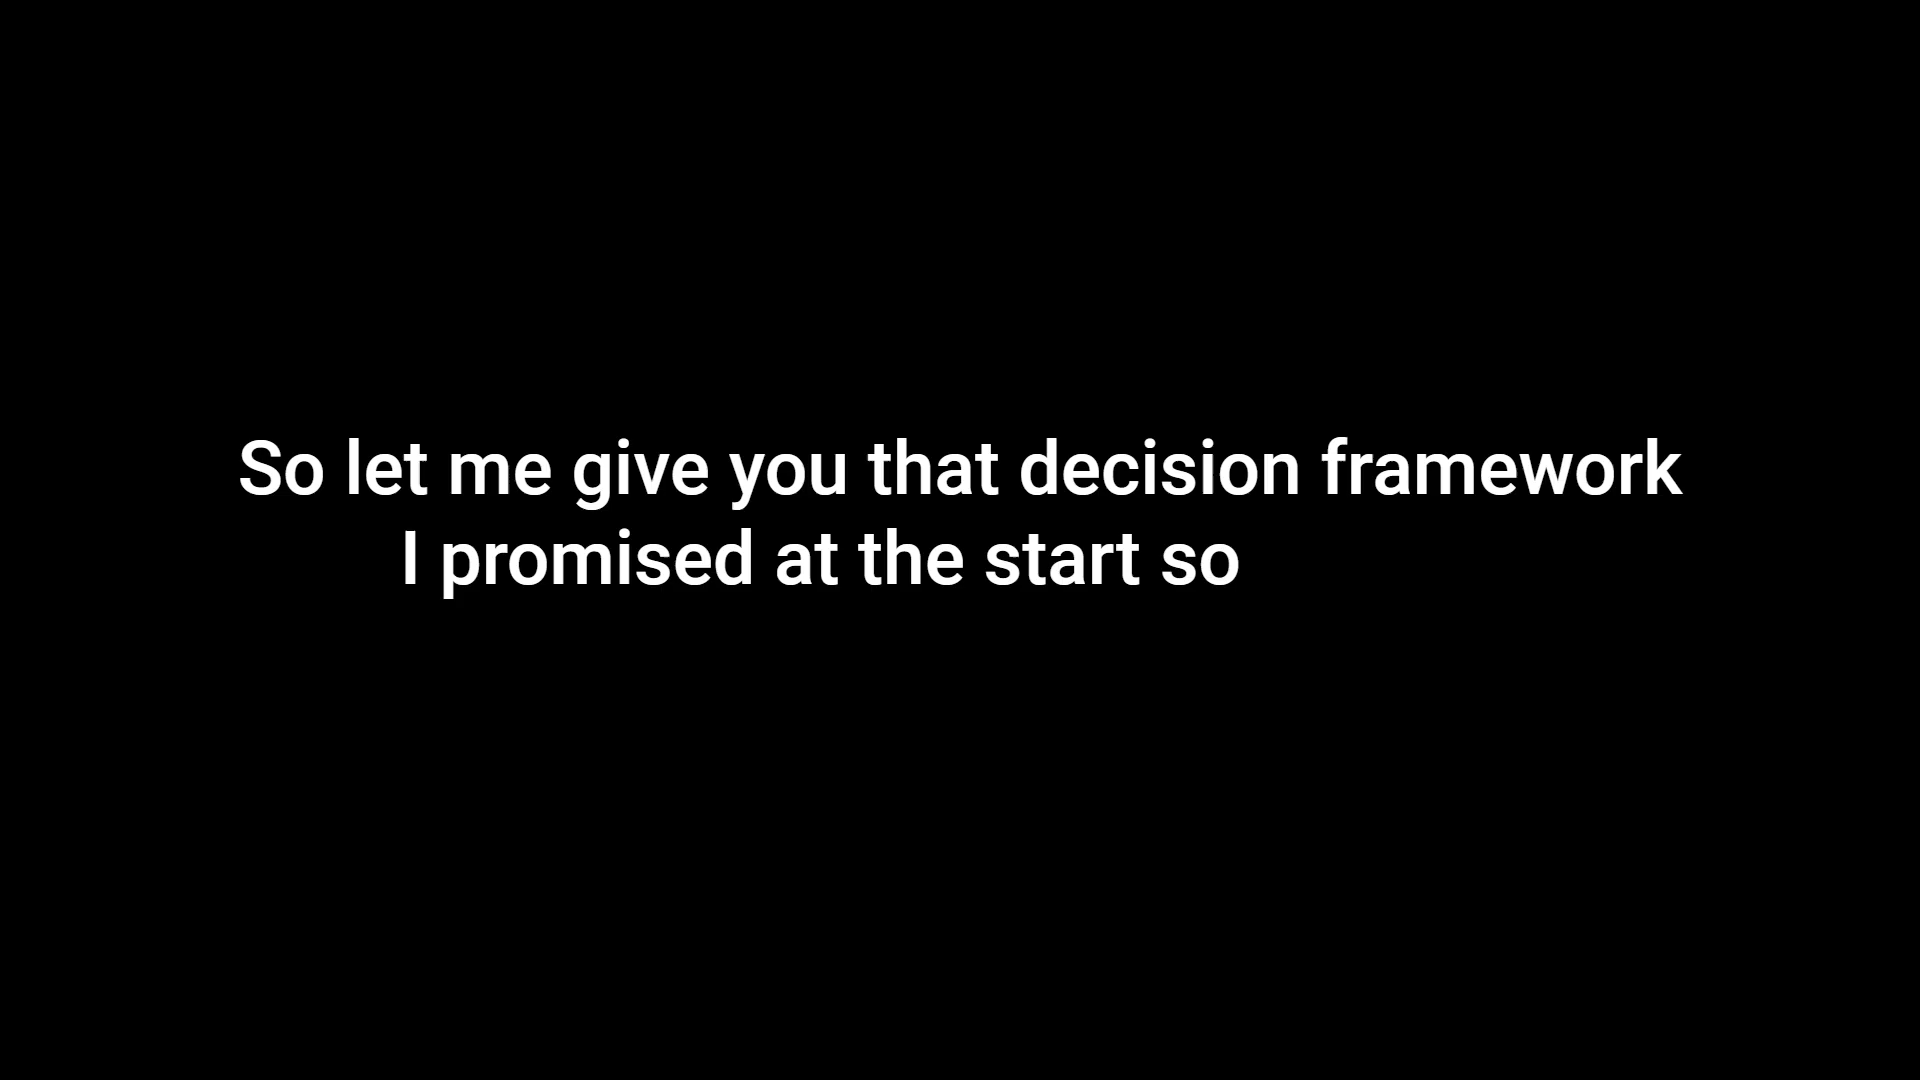 So let me give you that decision framework
I promised at the start so